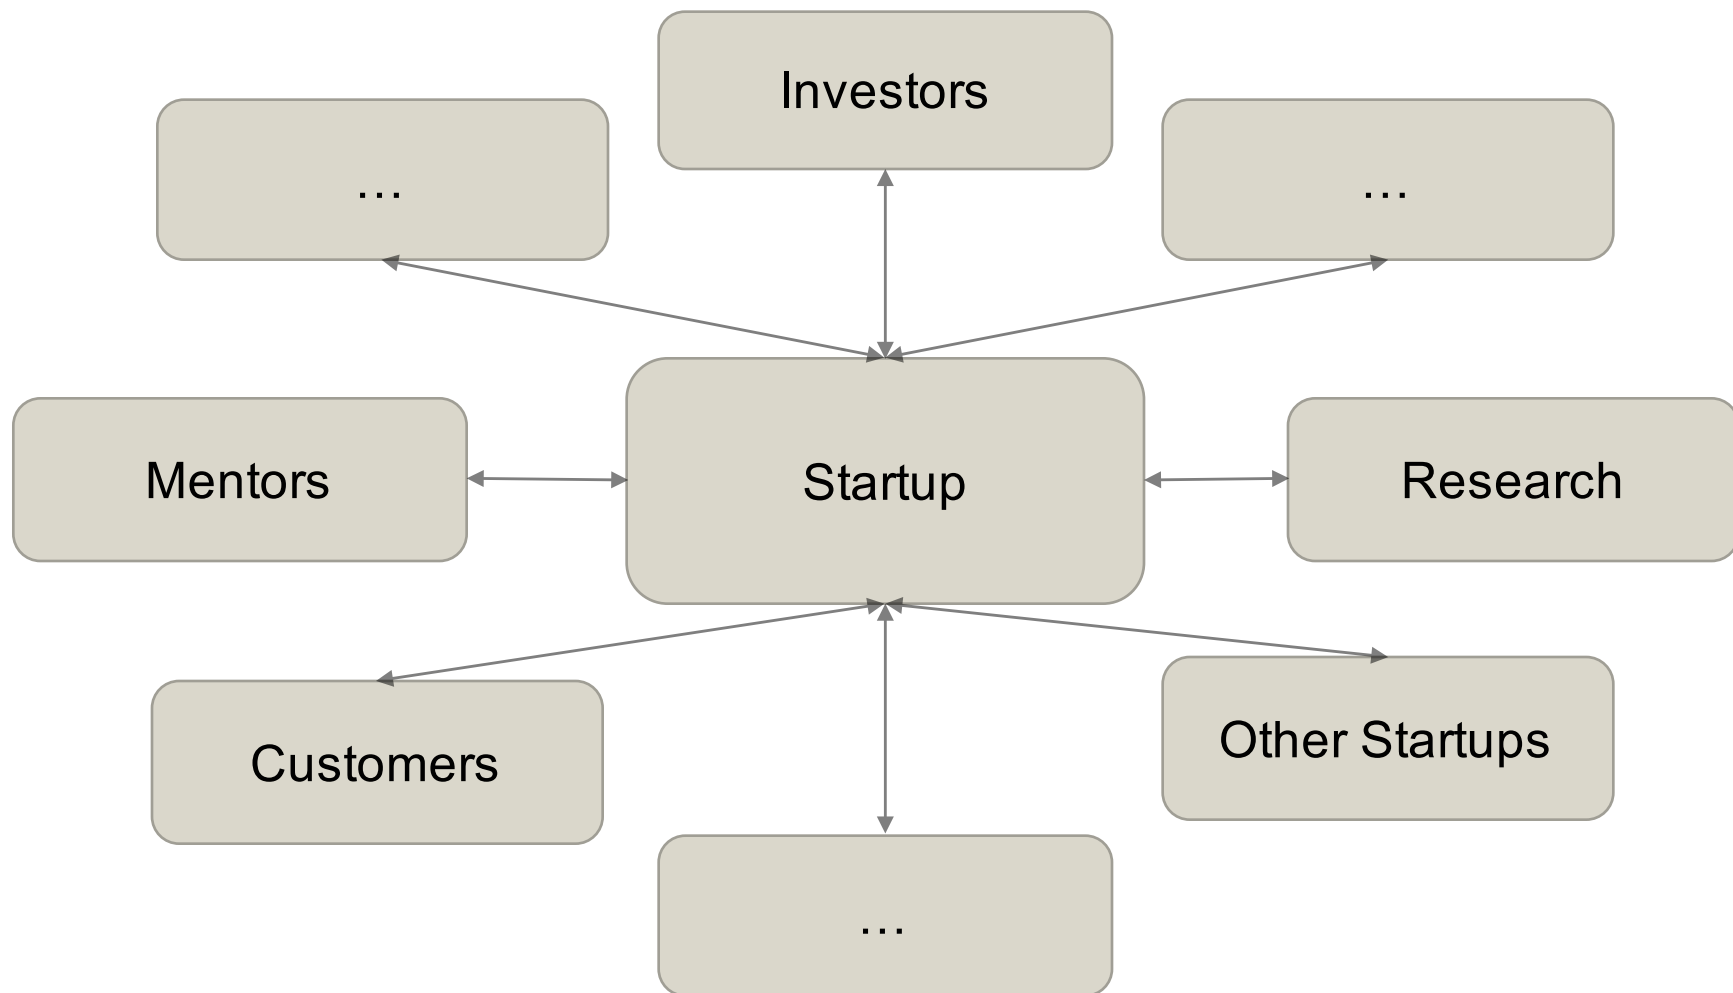 Investors
…
…
Mentors
Startup
Research
Customers
Other Startups
…